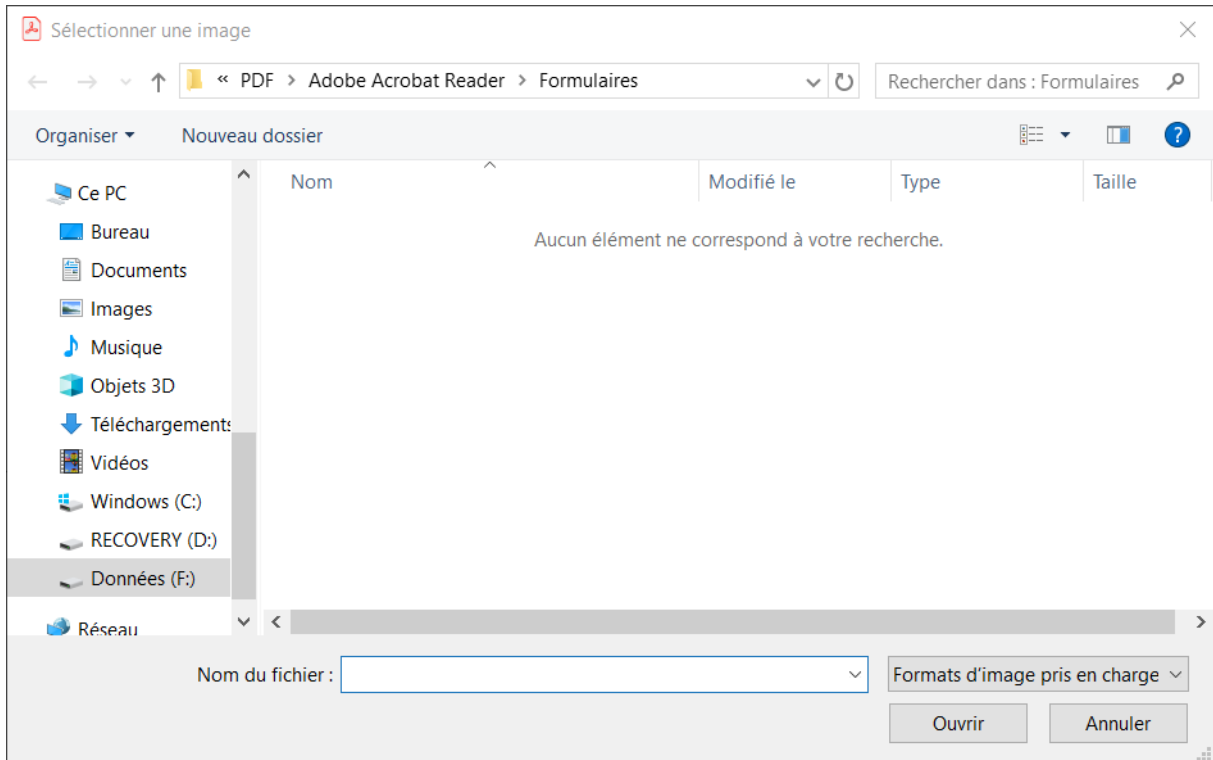 Sélectionner une image
« PDF > Adobe Acrobat Reader > Formulaires
Rechercher dans : Formulaires
Organiser
Nouveau dossier
?
Nom
Modifié le
Type
Taille
Ce PC
Aucun élément ne correspond à votre recherche.
Bureau
Documents
Images
Musique
Objets 3D
Téléchargements
Vidéos
Windows (C:)
RECOVERY (D:)
Données (F:)
Réseau
Nom du fichier :
Formats d'image pris en charge
Ouvrir
Annuler